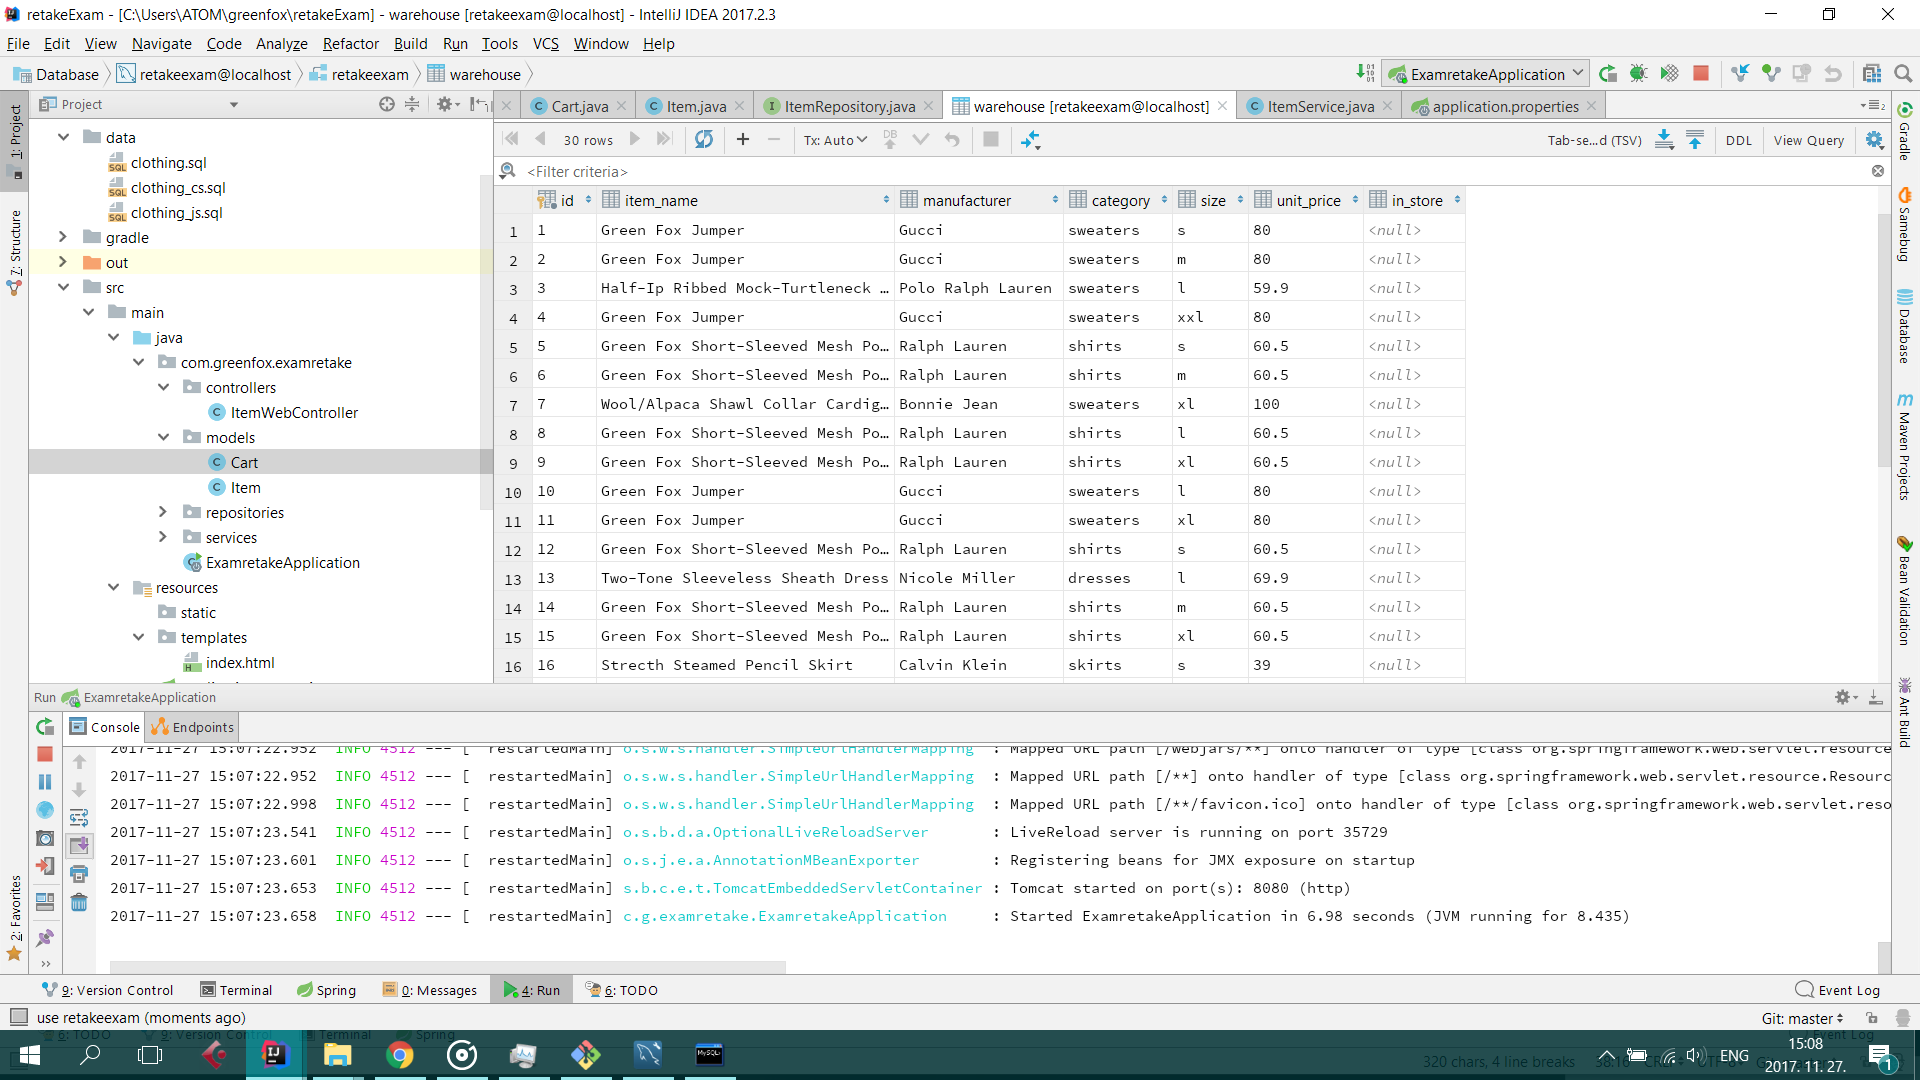 retakeExam - [C:\Users\ATOM\greenfox\retakeExam] - warehouse [retakeexam@localhost] - IntelliJ IDEA 2017.2.3
File Edit View Navigate Code Analyze Refactor Build Run Tools VCS Window Help
Database retakeexam@localhost retakeexam warehouse ExamretakeApplication
Project Cart.java Item.java ItemRepository.java warehouse [retakeexam@localhost] ItemService.java application.properties
30 rows Tx: Auto Tab-se...d (TSV) DDL View Query
<Filter criteria>
id item_name manufacturer category size unit_price in_store
1 1 Green Fox Jumper Gucci sweaters s 80 <null>
2 2 Green Fox Jumper Gucci sweaters m 80 <null>
3 3 Half-Ip Ribbed Mock-Turtleneck … Polo Ralph Lauren sweaters l 59.9 <null>
4 4 Green Fox Jumper Gucci sweaters xxl 80 <null>
5 5 Green Fox Short-Sleeved Mesh Po… Ralph Lauren shirts s 60.5 <null>
6 6 Green Fox Short-Sleeved Mesh Po… Ralph Lauren shirts m 60.5 <null>
7 7 Wool/Alpaca Shawl Collar Cardig… Bonnie Jean sweaters xl 100 <null>
8 8 Green Fox Short-Sleeved Mesh Po… Ralph Lauren shirts l 60.5 <null>
9 9 Green Fox Short-Sleeved Mesh Po… Ralph Lauren shirts xl 60.5 <null>
10 10 Green Fox Jumper Gucci sweaters l 80 <null>
11 11 Green Fox Jumper Gucci sweaters xl 80 <null>
12 12 Green Fox Short-Sleeved Mesh Po… Ralph Lauren shirts s 60.5 <null>
13 13 Two-Tone Sleeveless Sheath Dress Nicole Miller dresses l 69.9 <null>
14 14 Green Fox Short-Sleeved Mesh Po… Ralph Lauren shirts m 60.5 <null>
15 15 Green Fox Short-Sleeved Mesh Po… Ralph Lauren shirts xl 60.5 <null>
16 16 Strecth Steamed Pencil Skirt Calvin Klein skirts s 39 <null>
data
clothing.sql
clothing_cs.sql
clothing_js.sql
gradle
out
src
main
java
com.greenfox.examretake
controllers
ItemWebController
models
Cart
Item
repositories
services
ExamretakeApplication
resources
static
templates
index.html
1: Project
7: Structure
2: Favorites
Gradle
Samebug
Database
Maven Projects
Bean Validation
Ant Build
Run ExamretakeApplication
Console Endpoints
2017-11-27 15:07:22.952 INFO 4512 --- [ restartedMain] o.s.w.s.handler.SimpleUrlHandlerMapping : Mapped URL path [/webjars/**] onto handler of type [class org.springframework.web.servlet.resource
2017-11-27 15:07:22.952 INFO 4512 --- [ restartedMain] o.s.w.s.handler.SimpleUrlHandlerMapping : Mapped URL path [/**] onto handler of type [class org.springframework.web.servlet.resource.Resourc
2017-11-27 15:07:22.998 INFO 4512 --- [ restartedMain] o.s.w.s.handler.SimpleUrlHandlerMapping : Mapped URL path [/**/favicon.ico] onto handler of type [class org.springframework.web.servlet.reso
2017-11-27 15:07:23.541 INFO 4512 --- [ restartedMain] o.s.b.d.a.OptionalLiveReloadServer : LiveReload server is running on port 35729
2017-11-27 15:07:23.601 INFO 4512 --- [ restartedMain] o.s.j.e.a.AnnotationMBeanExporter : Registering beans for JMX exposure on startup
2017-11-27 15:07:23.653 INFO 4512 --- [ restartedMain] s.b.c.e.t.TomcatEmbeddedServletContainer : Tomcat started on port(s): 8080 (http)
2017-11-27 15:07:23.658 INFO 4512 --- [ restartedMain] c.g.examretake.ExamretakeApplication : Started ExamretakeApplication in 6.98 seconds (JVM running for 8.435)
9: Version Control Terminal Spring 0: Messages 4: Run 6: TODO Event Log
use retakeexam (moments ago) Git: master
6: TODO 9: Version Control Terminal Spring Event Log
320 chars, 4 line breaks
ENG 15:08
2017. 11. 27.
1